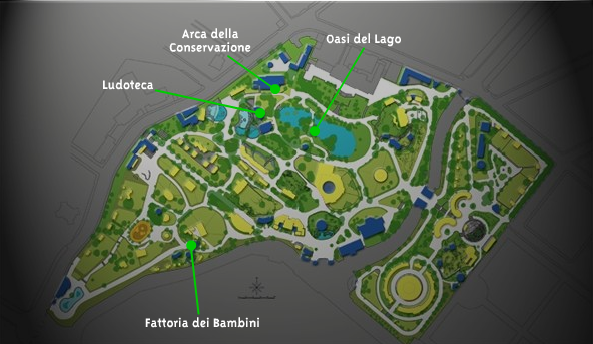 Arca della
Conservazione
Oasi del Lago
Ludoteca
Fattoria dei Bambini